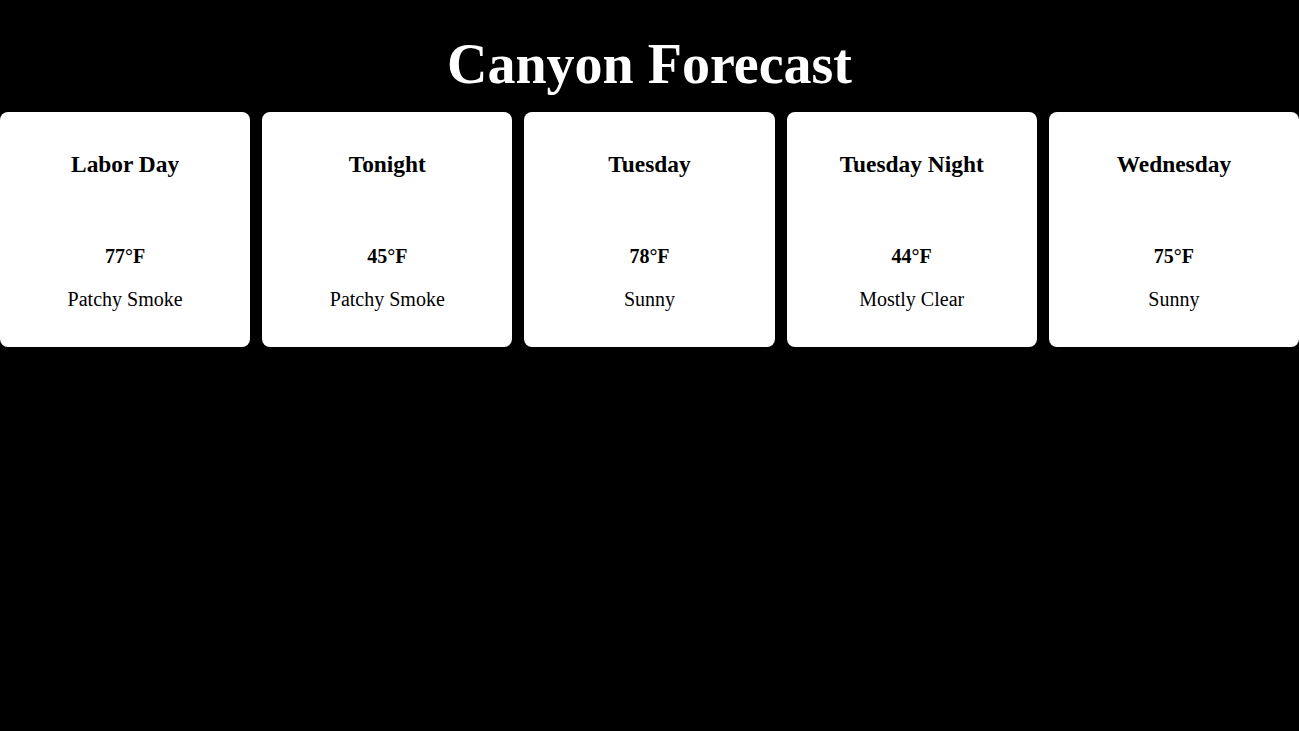 Canyon Forecast
Labor Day
77°F
Patchy Smoke
Tonight
45°F
Patchy Smoke
Tuesday
78°F
Sunny
Tuesday Night
44°F
Mostly Clear
Wednesday
75°F
Sunny